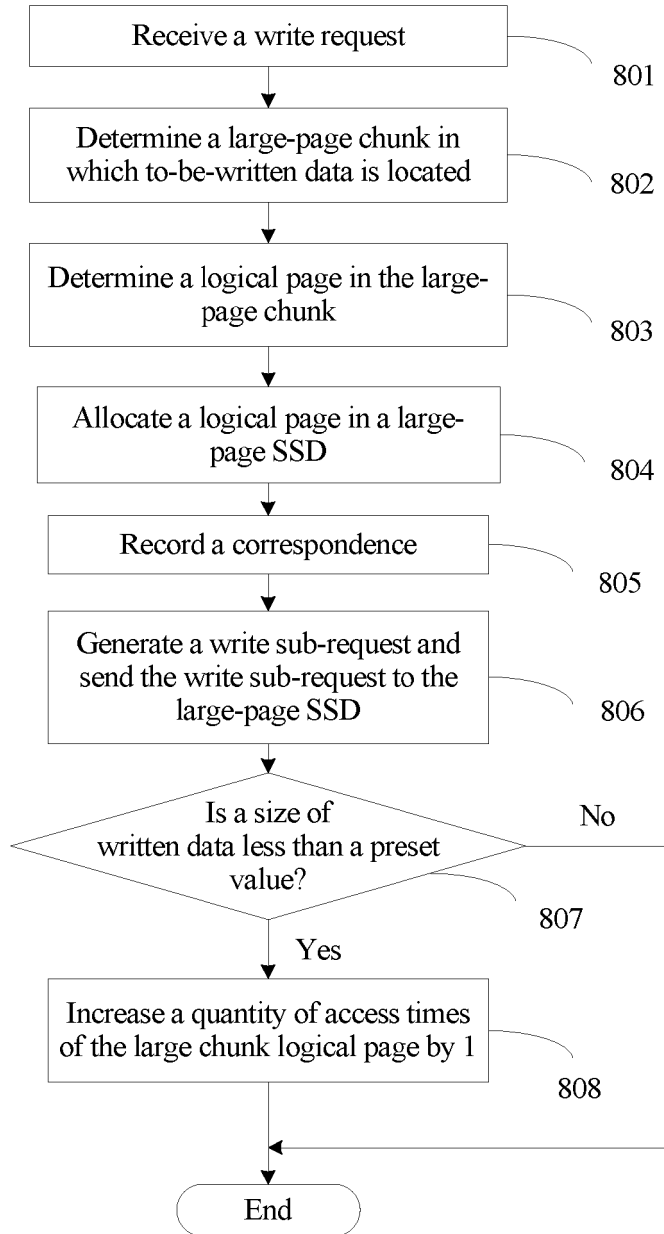 Receive a write request
801
Determine a large-page chunk in
which to-be-written data is located
802
Determine a logical page in the large-
page chunk
803
Allocate a logical page in a large-
page SSD
804
Record a correspondence
805
Generate a write sub-request and
send the write sub-request to the
large-page SSD
806
Is a size of
written data less than a preset
value?
No
807
Yes
Increase a quantity of access times
of the large chunk logical page by 1
808
End